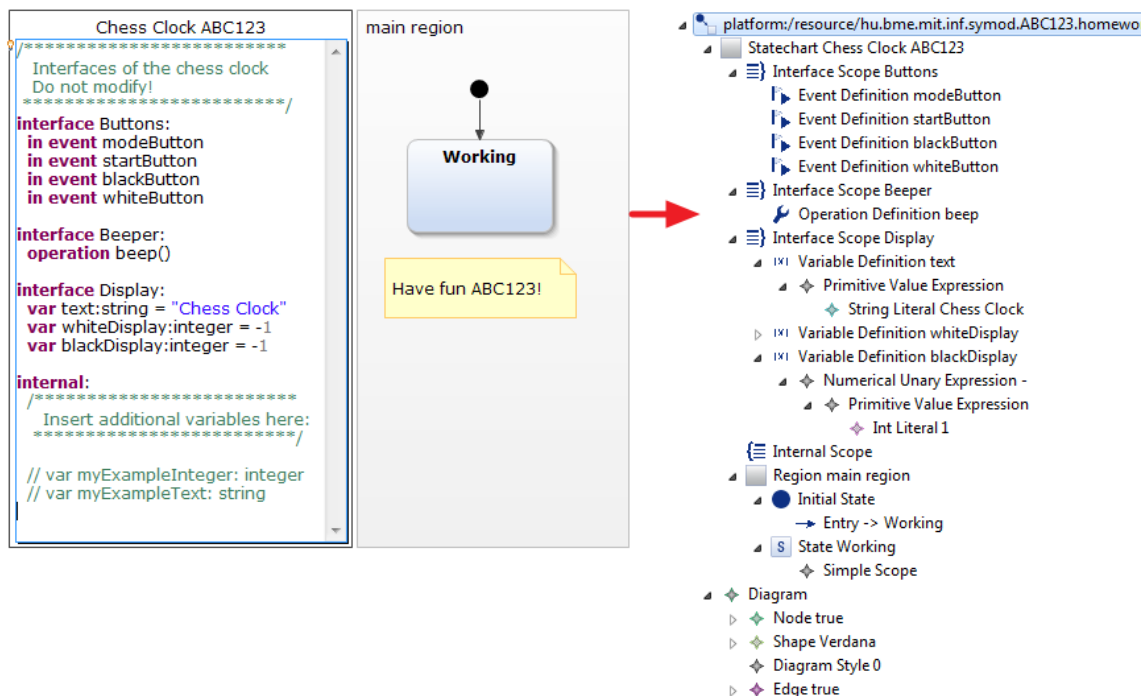 Chess Clock ABC123
/*************************
Interfaces of the chess clock
Do not modify!
*************************/
interface Buttons:
in event modeButton
in event startButton
in event blackButton
in event whiteButton
interface Beeper:
operation beep()
interface Display:
var text:string = "Chess Clock"
var whiteDisplay:integer = -1
var blackDisplay:integer = -1
internal:
/*************************
Insert additional variables here:
*************************/
// var myExampleInteger: integer
// var myExampleText: string
main region
Working
Have fun ABC123!
platform:/resource/hu.bme.mit.inf.symod.ABC123.homewo
Statechart Chess Clock ABC123
Interface Scope Buttons
Event Definition modeButton
Event Definition startButton
Event Definition blackButton
Event Definition whiteButton
Interface Scope Beeper
Operation Definition beep
Interface Scope Display
Variable Definition text
Primitive Value Expression
String Literal Chess Clock
Variable Definition whiteDisplay
Variable Definition blackDisplay
Numerical Unary Expression -
Primitive Value Expression
Int Literal 1
Internal Scope
Region main region
Initial State
Entry -> Working
S State Working
Simple Scope
Diagram
Node true
Shape Verdana
Diagram Style 0
Edge true